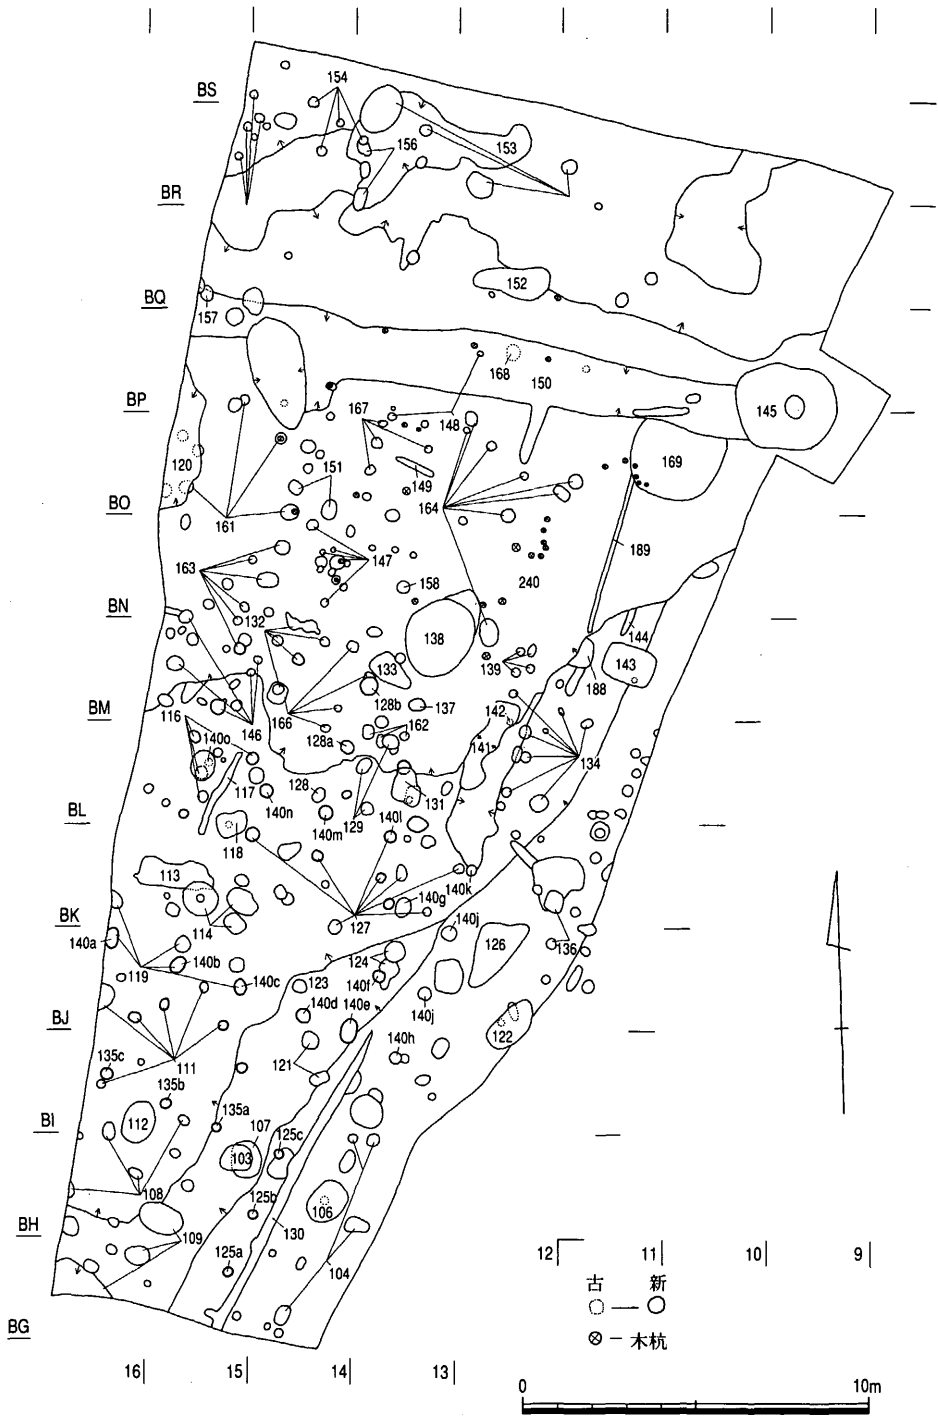 154
BS
153
156
BR
152
BQ
157
168
150
BP
145
167
148
120
169
151
149
BO
161
164
147
189
163
158
240
BN
132
144
138
133
139
143
188
128b
137
142
BM
116
146
166
162
140o
128a
141
134
117
128
131
BL
140n
129
140l
140m
118
113
140k
140g
BK
114
127
140j
126
136
140a
124
140b
119
140c
123
140f
140d
140e
140j
BJ
122
140h
135c
111
121
135b
BI
112
135a
107
103
125c
108
125b
106
BH
109
130
125a
104
12
11
10
9
古 新
BG
木杭
16
15
14
13
0
10m